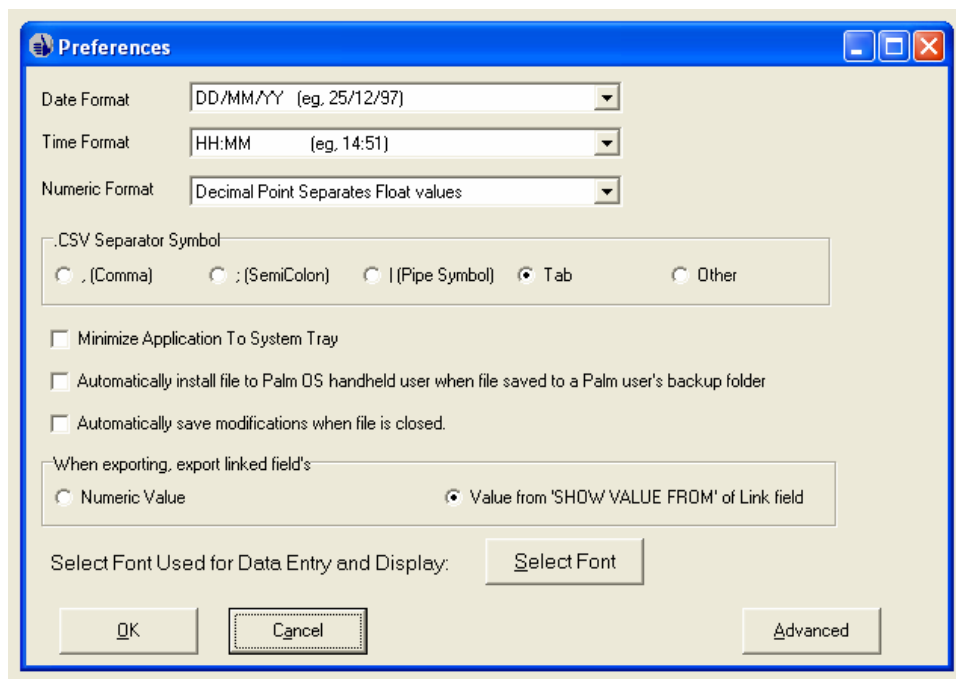 Preferences
Date Format DD/MM/YY (eg, 25/12/97)
Time Format HH:MM (eg, 14:51)
Numeric Format Decimal Point Separates Float values
.CSV Separator Symbol
, (Comma) ; (SemiColon) | (Pipe Symbol) Tab Other
Minimize Application To System Tray
Automatically install file to Palm OS handheld user when file saved to a Palm user's backup folder
Automatically save modifications when file is closed.
When exporting, export linked field's
Numeric Value Value from 'SHOW VALUE FROM' of Link field
Select Font Used for Data Entry and Display: Select Font
OK Cancel Advanced